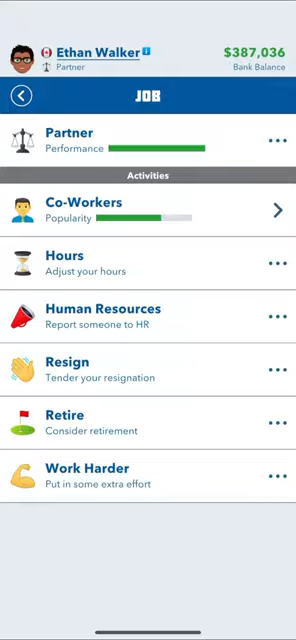 Ethan Walker i
$387,036
Partner
Bank Balance
JOB
Partner
Performance
Activities
Co-Workers
Popularity
Hours
Adjust your hours
Human Resources
Report someone to HR
Resign
Tender your resignation
Retire
Consider retirement
Work Harder
Put in some extra effort